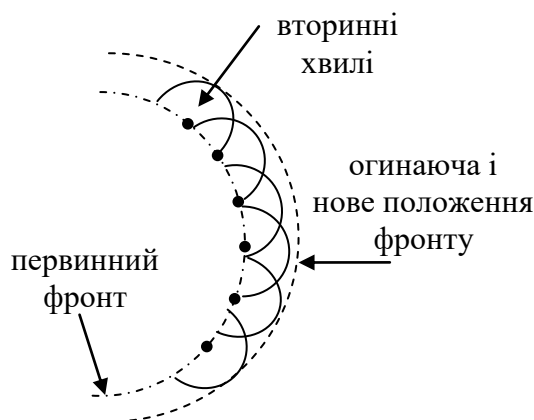 вторинні
хвилі
огинаюча і
нове положення
фронту
первинний
фронт